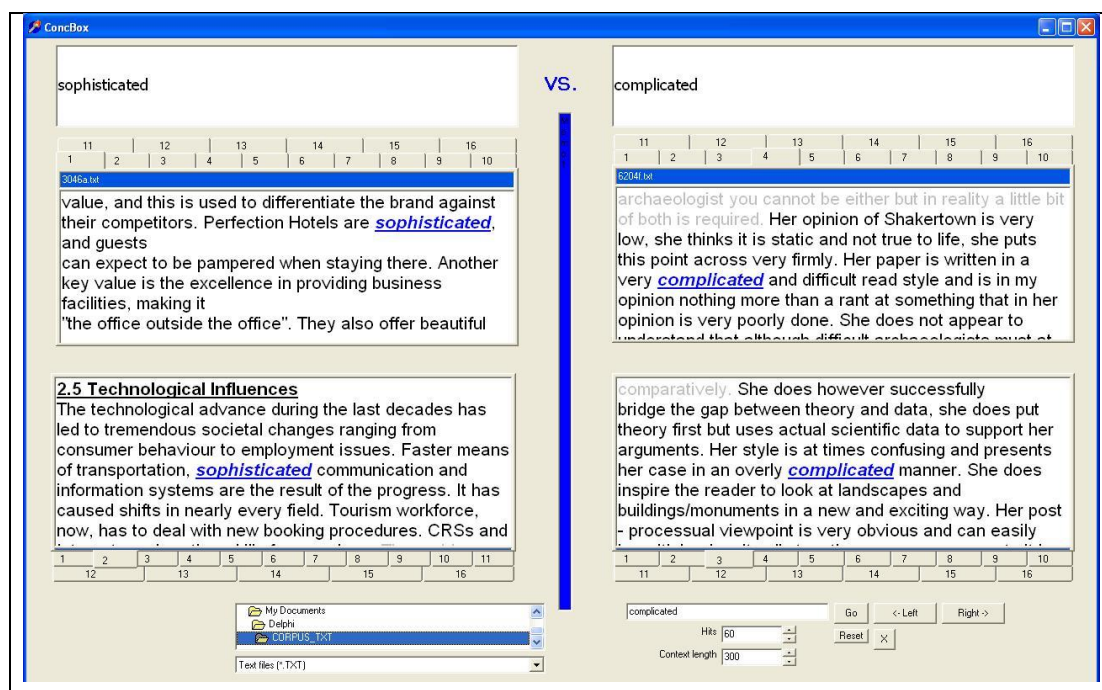 ConcBox
sophisticated
VS.
complicated
11 12 13 14 15 16
1 2 3 4 5 6 7 8 9 10
3046a.txt
value, and this is used to differentiate the brand against
their competitors. Perfection Hotels are sophisticated,
and guests
can expect to be pampered when staying there. Another
key value is the excellence in providing business
facilities, making it
"the office outside the office". They also offer beautiful
11 12 13 14 15 16
1 2 3 4 5 6 7 8 9 10
6204f.txt
archaeologist you cannot be either but in reality a little bit
of both is required. Her opinion of Shakertown is very
low, she thinks it is static and not true to life, she puts
this point across very firmly. Her paper is written in a
very complicated and difficult read style and is in my
opinion nothing more than a rant at something that in her
opinion is very poorly done. She does not appear to
understand that although difficult archaeologists must at
2.5 Technological Influences
The technological advance during the last decades has
led to tremendous societal changes ranging from
consumer behaviour to employment issues. Faster means
of transportation, sophisticated communication and
information systems are the result of the progress. It has
caused shifts in nearly every field. Tourism workforce,
now, has to deal with new booking procedures. CRSs and
1 2 3 4 5 6 7 8 9 10 11
12 13 14 15 16
comparatively. She does however successfully
bridge the gap between theory and data, she does put
theory first but uses actual scientific data to support her
arguments. Her style is at times confusing and presents
her case in an overly complicated manner. She does
inspire the reader to look at landscapes and
buildings/monuments in a new and exciting way. Her post
- processual viewpoint is very obvious and can easily
1 2 3 4 5 6 7 8 9 10
11 12 13 14 15 16
My Documents
Delphi
CORPUS_TXT
Text files (*.TXT)
complicated Go <- Left Right ->
Hits 60 Reset X
Context length 300